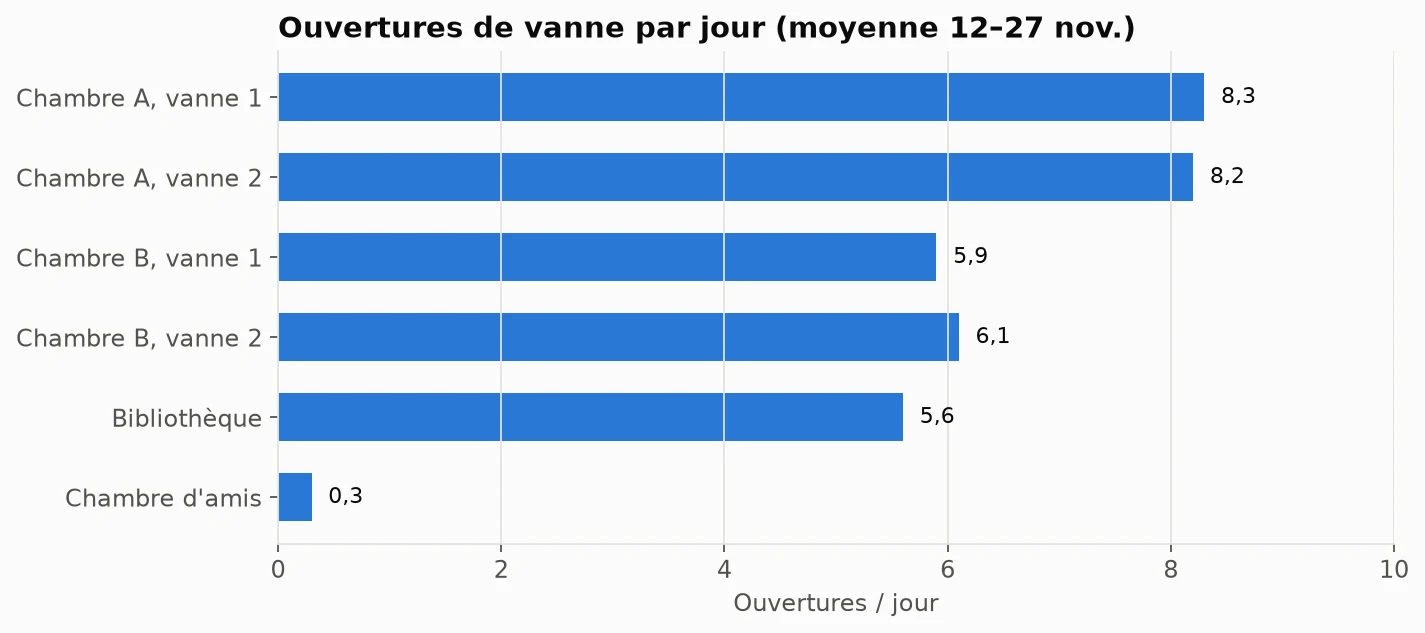 Ouvertures de vanne par jour (moyenne 12–27 nov.)
Chambre A, vanne 1 8,3
Chambre A, vanne 2 8,2
Chambre B, vanne 1 5,9
Chambre B, vanne 2 6,1
Bibliothèque 5,6
Chambre d'amis 0,3
0 2 4 6 8 10
Ouvertures / jour